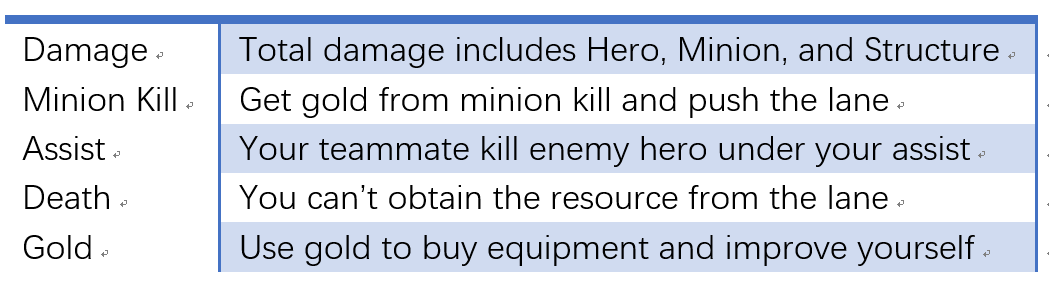 Damage Total damage includes Hero, Minion, and Structure
Minion Kill Get gold from minion kill and push the lane
Assist Your teammate kill enemy hero under your assist
Death You can’t obtain the resource from the lane
Gold Use gold to buy equipment and improve yourself